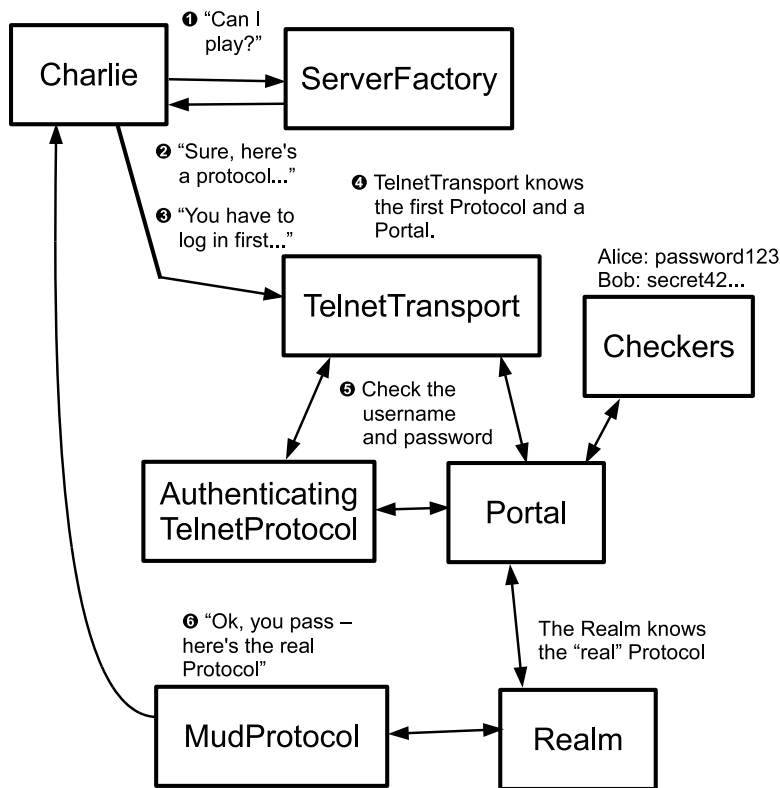 ❶ “Can I
play?”
Charlie
ServerFactory
❷ “Sure, here's
a protocol...”
❸ “You have to
log in first...”
❹ TelnetTransport knows
the first Protocol and a
Portal.
TelnetTransport
Alice: password123
Bob: secret42...
Checkers
❺ Check the
username
and password
Authenticating
TelnetProtocol
Portal
❻ “Ok, you pass –
here's the real
Protocol”
The Realm knows
the “real” Protocol
MudProtocol
Realm